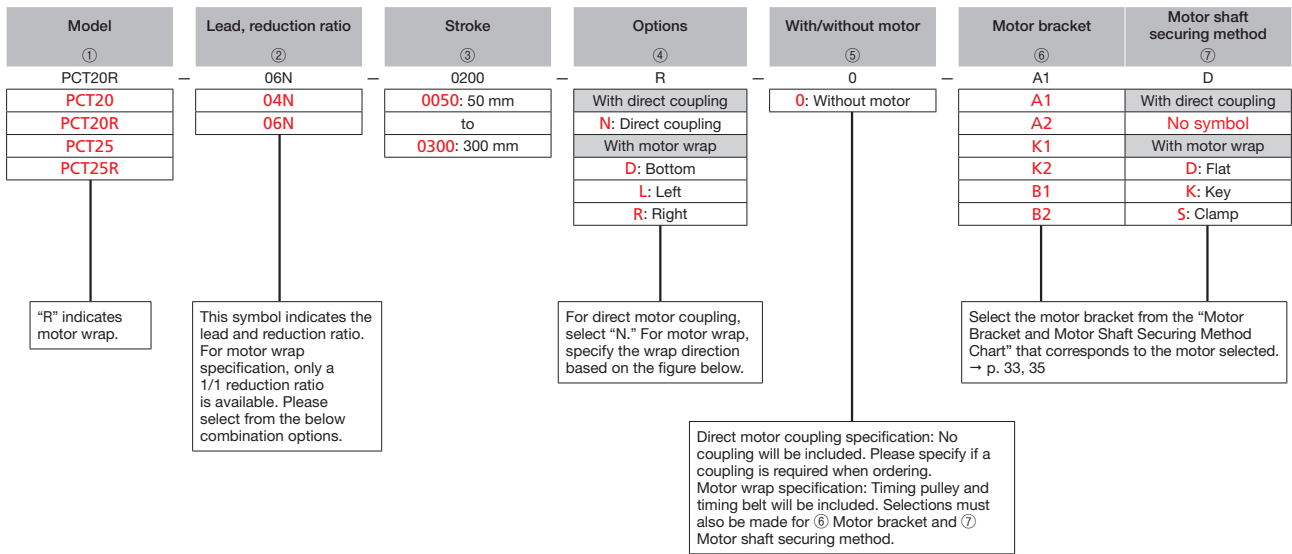 Model
Lead, reduction ratio
Stroke
Options
With/without motor
Motor bracket
Motor shaft
securing method
①
②
③
④
⑤
⑥
⑦
PCT20R – 06N – 0200 – R – 0 – A1 D
PCT20
PCT20R
PCT25
PCT25R
04N
06N
0050: 50 mm
to
0300: 300 mm
With direct coupling
N: Direct coupling
With motor wrap
D: Bottom
L: Left
R: Right
0: Without motor
A1
A2
K1
K2
B1
B2
With direct coupling
No symbol
With motor wrap
D: Flat
K: Key
S: Clamp
“R” indicates
motor wrap.
This symbol indicates the
lead and reduction ratio.
For motor wrap
specification, only a
1/1 reduction ratio
is available. Please
select from the below
combination options.
For direct motor coupling,
select “N.” For motor wrap,
specify the wrap direction
based on the figure below.
Select the motor bracket from the “Motor
Bracket and Motor Shaft Securing Method
Chart” that corresponds to the motor selected.
→ p. 33, 35
Direct motor coupling specification: No
coupling will be included. Please specify if a
coupling is required when ordering.
Motor wrap specification: Timing pulley and
timing belt will be included. Selections must
also be made for ⑥ Motor bracket and ⑦
Motor shaft securing method.